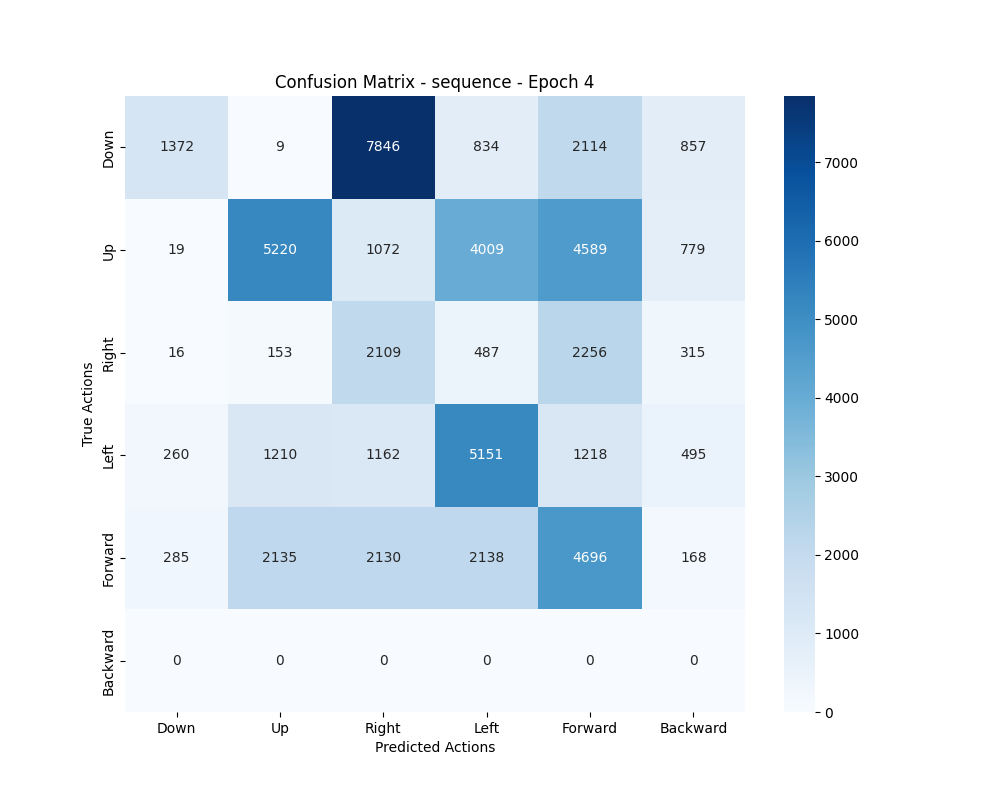 Confusion Matrix - sequence - Epoch 4
True Actions
Down 1372 9 7846 834 2114 857
Up 19 5220 1072 4009 4589 779
Right 16 153 2109 487 2256 315
Left 260 1210 1162 5151 1218 495
Forward 285 2135 2130 2138 4696 168
Backward 0 0 0 0 0 0
Down Up Right Left Forward Backward
Predicted Actions
7000
6000
5000
4000
3000
2000
1000
0